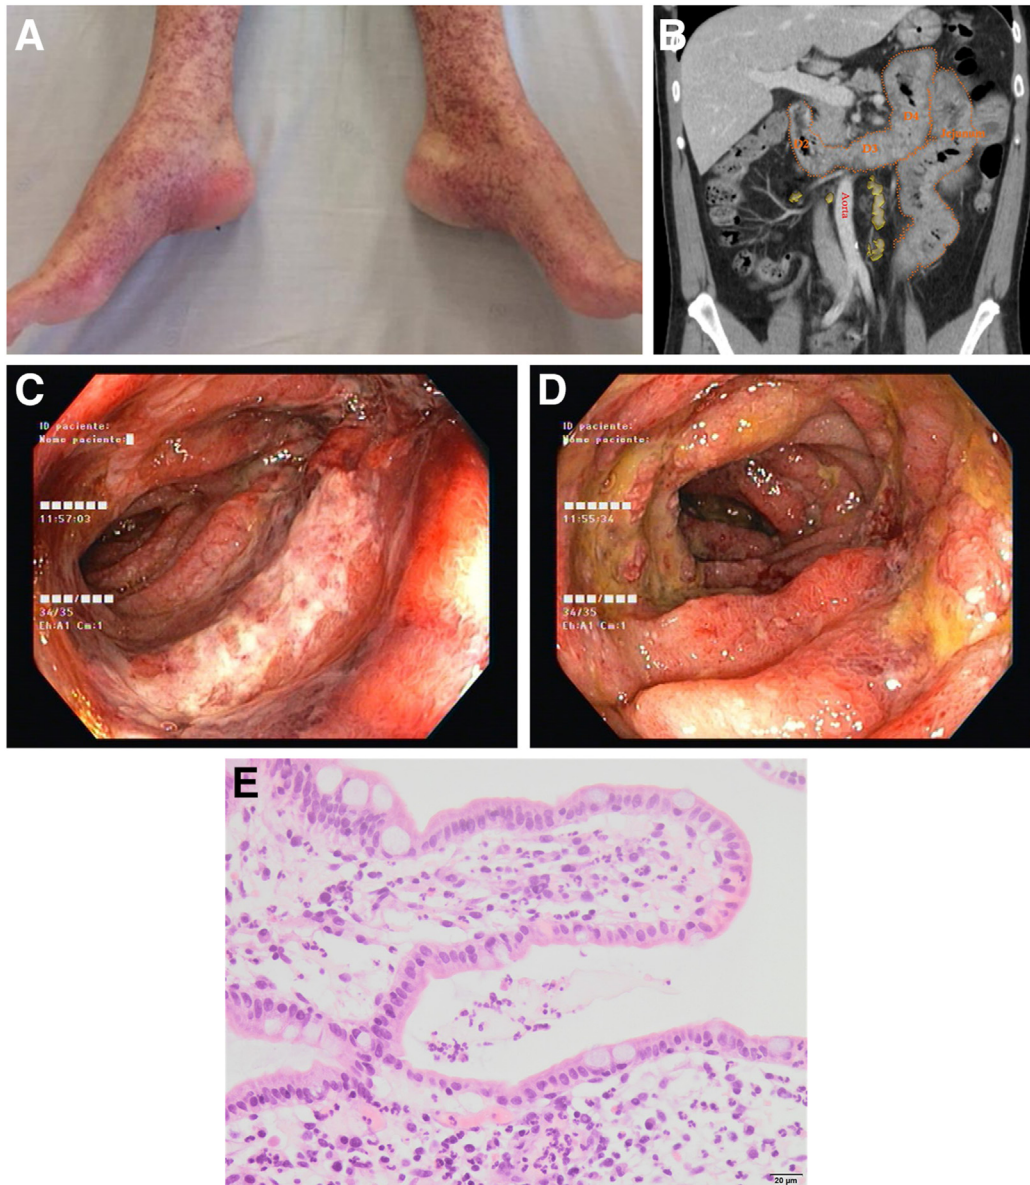 A
B
D2
D3
D4
Jejunum
Aorta
C
ID paciente:
Nome paciente:
11:57:03
34/35
Eh:A1 Cm:1
D
ID paciente:
Nome paciente:
11:55:34
34/35
Eh:A1 Cm:1
E
20 µm